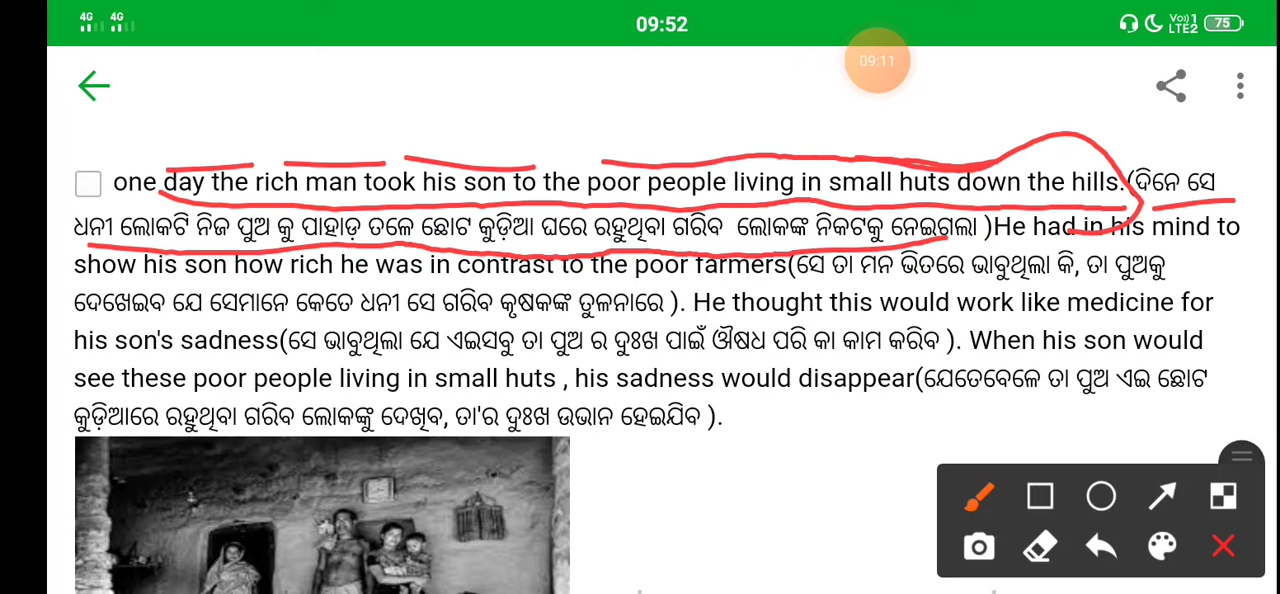 4G 4G 09:52 Vo)) 1 LTE2 75
09:11
one day the rich man took his son to the poor people living in small huts down the hills.(ଦିନେ ସେ
ଧନୀ ଲୋକଟି ନିଜ ପୁଅ କୁ ପାହାଡ଼ ତଳେ ଛୋଟ କୁଡ଼ିଆ ଘରେ ରହୁଥିବା ଗରିବ ଲୋକଙ୍କ ନିକଟକୁ ନେଇଗଲା )He had in his mind to
show his son how rich he was in contrast to the poor farmers(ସେ ତା ମନ ଭିତରେ ଭାବୁଥିଲା କି, ତା ପୁଅକୁ
ଦେଖେଇବ ଯେ ସେମାନେ କେତେ ଧନୀ ସେ ଗରିବ କୃଷକଙ୍କ ତୁଳନାରେ ). He thought this would work like medicine for
his son's sadness(ସେ ଭାବୁଥିଲା ଯେ ଏଇସବୁ ତା ପୁଅ ର ଦୁଃଖ ପାଇଁ ଔଷଧ ପରି କା କାମ କରିବ ). When his son would
see these poor people living in small huts , his sadness would disappear(ଯେତେବେଳେ ତା ପୁଅ ଏଇ ଛୋଟ
କୁଡ଼ିଆରେ ରହୁଥିବା ଗରିବ ଲୋକଙ୍କୁ ଦେଖିବ, ତା'ର ଦୁଃଖ ଉଭାନ ହେଇଯିବ ).